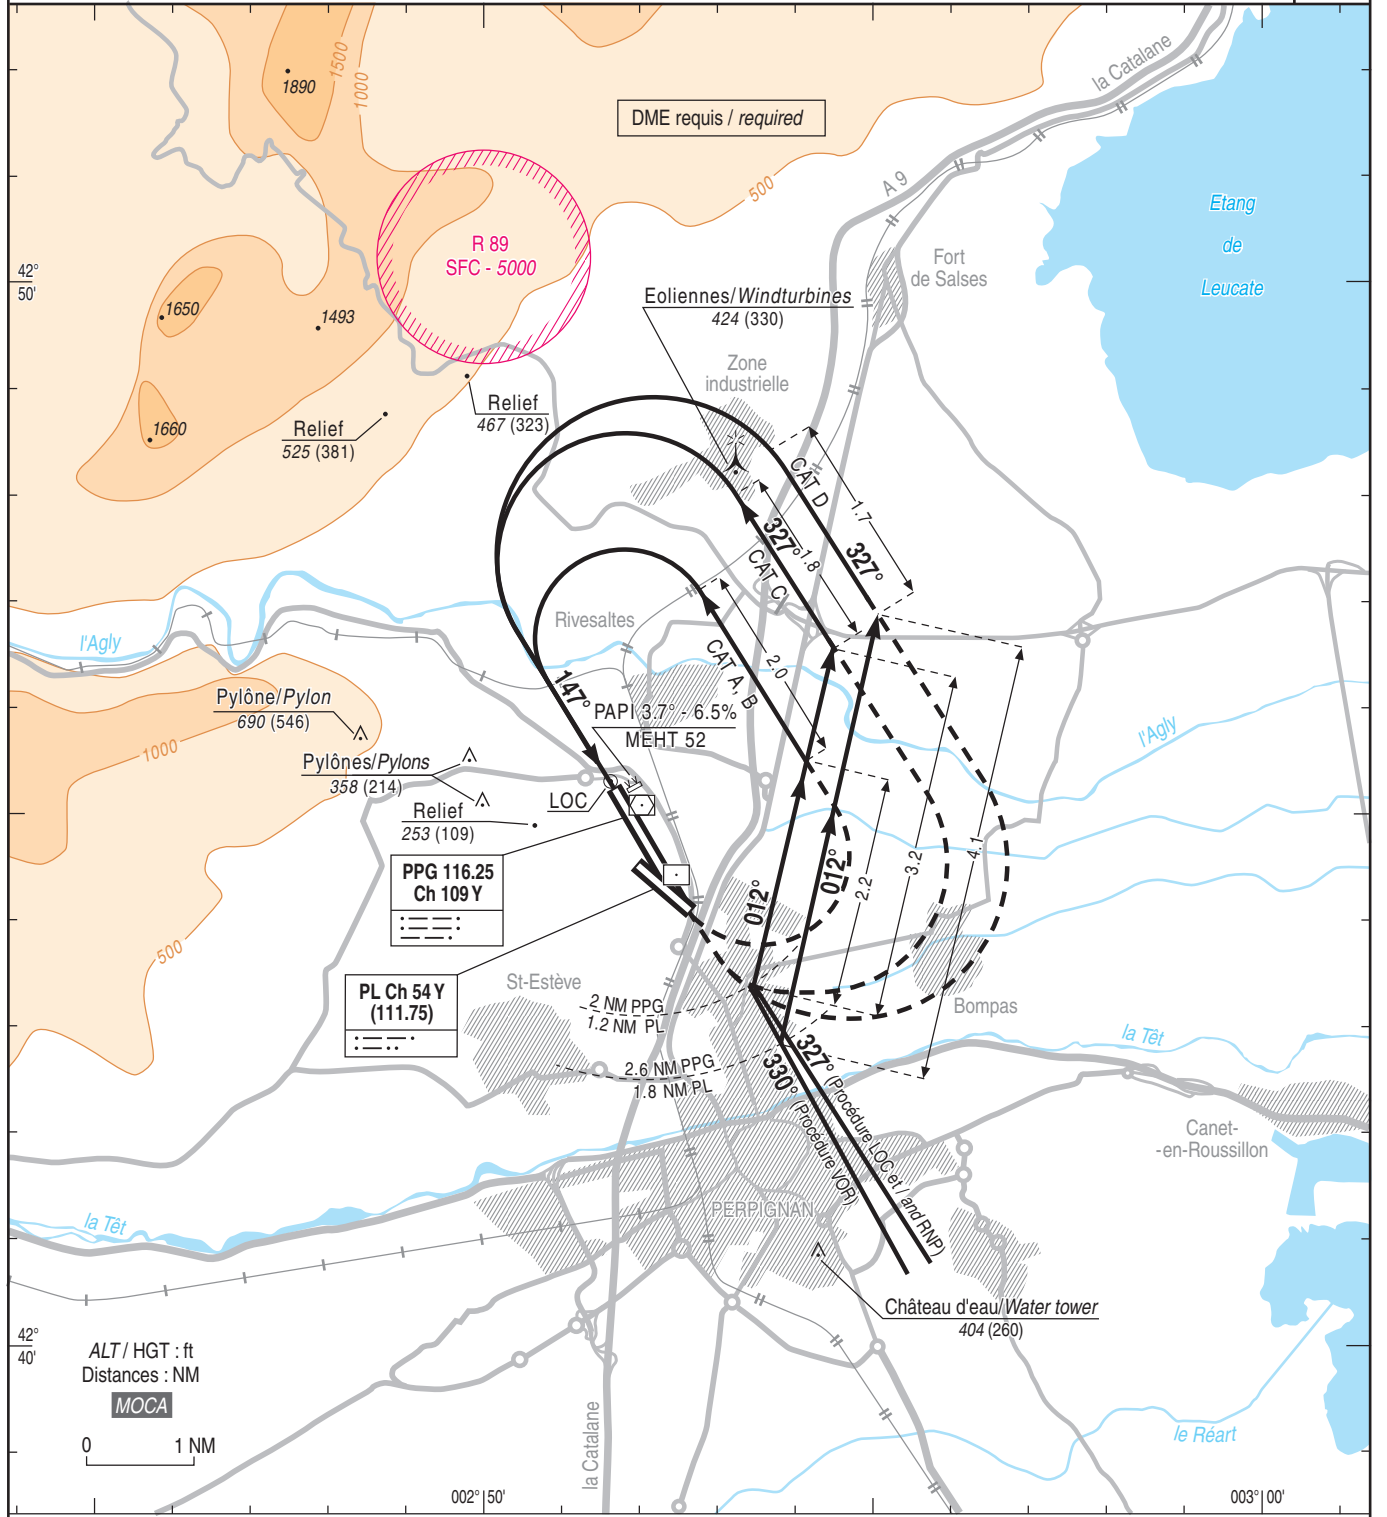 la Catalane
1500
1000
1890
DME requis / required
500
A 9
Etang
de
Leucate
R 89
SFC - 5000
42°
50'
Fort
de Salses
Eoliennes/Windturbines
424 (330)
1650
1493
Zone
industrielle
Relief
467 (323)
1660
Relief
525 (381)
CAT D
1.7
327°
1.8
327°
CAT C
Rivesaltes
l'Agly
CAT A, B
2.0
147°
PAPI 3.7° - 6.5%
MEHT 52
Pylône/Pylon
690 (546)
1000
Pylônes/Pylons
358 (214)
l'Agly
LOC
Relief
253 (109)
PPG 116.25
Ch 109 Y
012°
012°
2.2
3.2
4.1
500
St-Estève
PL Ch 54 Y
(111.75)
2 NM PPG
1.2 NM PL
Bompas
la Têt
2.6 NM PPG
1.8 NM PL
327° (Procédure LOC et / and RNP)
330° (Procédure VOR)
Canet-
-en-Roussillon
la Têt
PERPIGNAN
Château d'eau/Water tower
404 (260)
42°
40'
ALT / HGT : ft
Distances : NM
MOCA
0 1 NM
la Catalane
le Réart
002° 50'
003° 00'